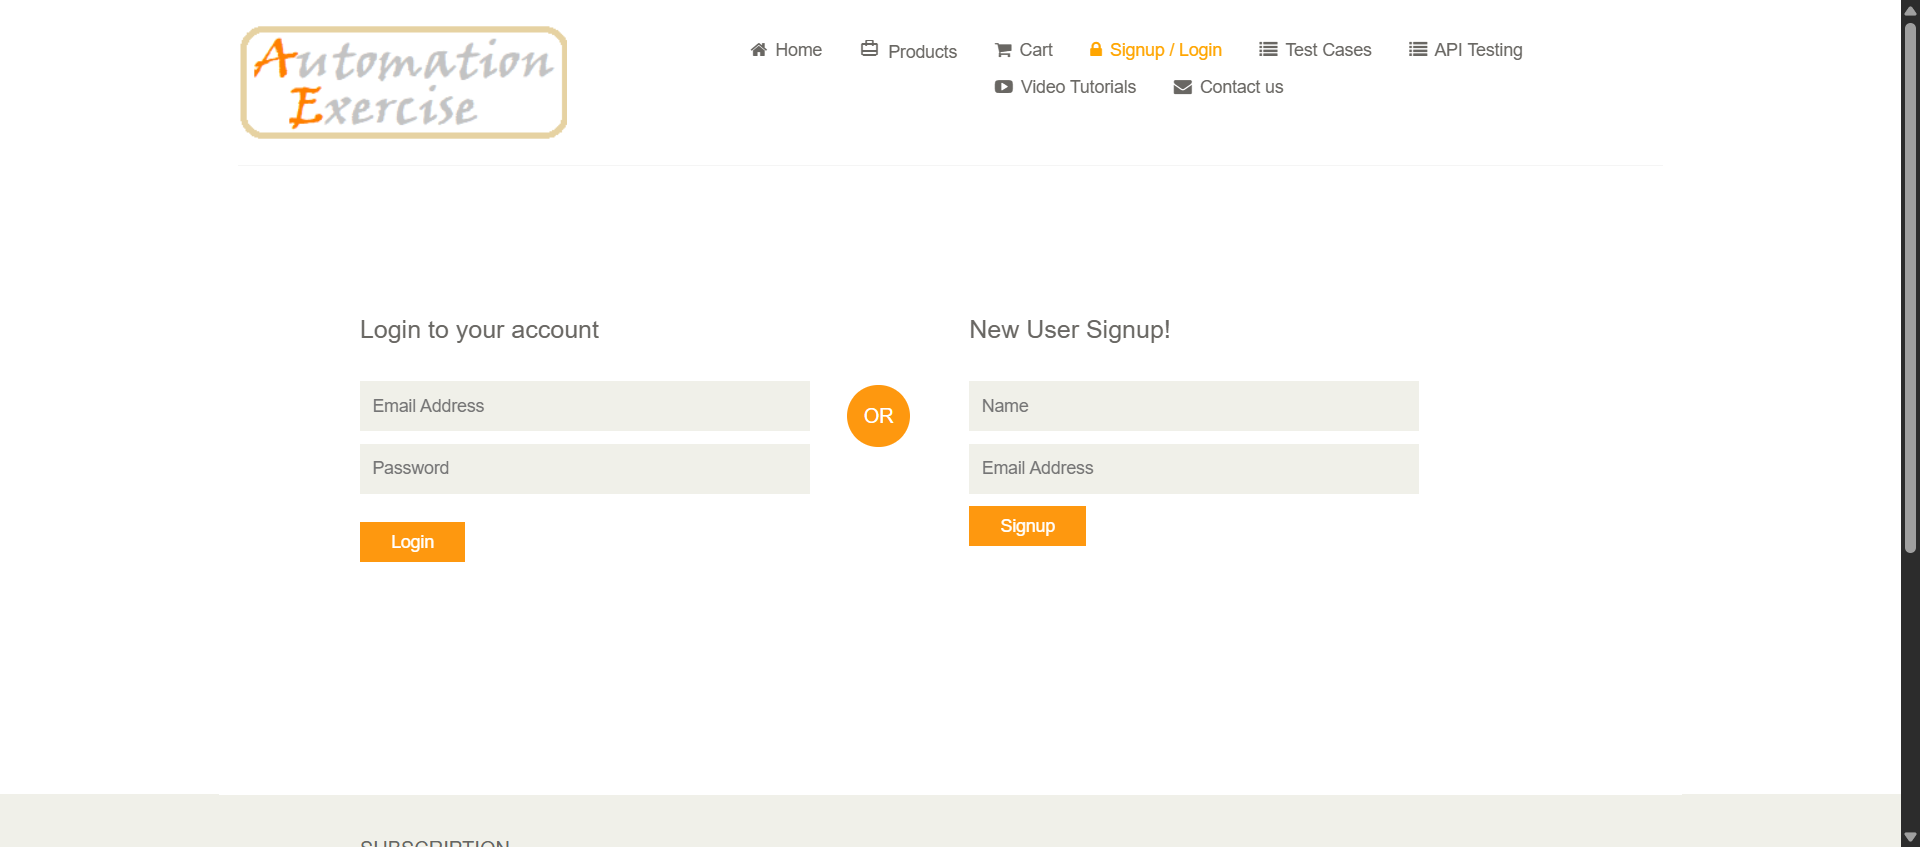 Automation
Exercise
Home Products Cart Signup / Login Test Cases API Testing
Video Tutorials Contact us
Login to your account
Email Address
Password
Login
OR
New User Signup!
Name
Email Address
Signup
SUBSCRIPTION